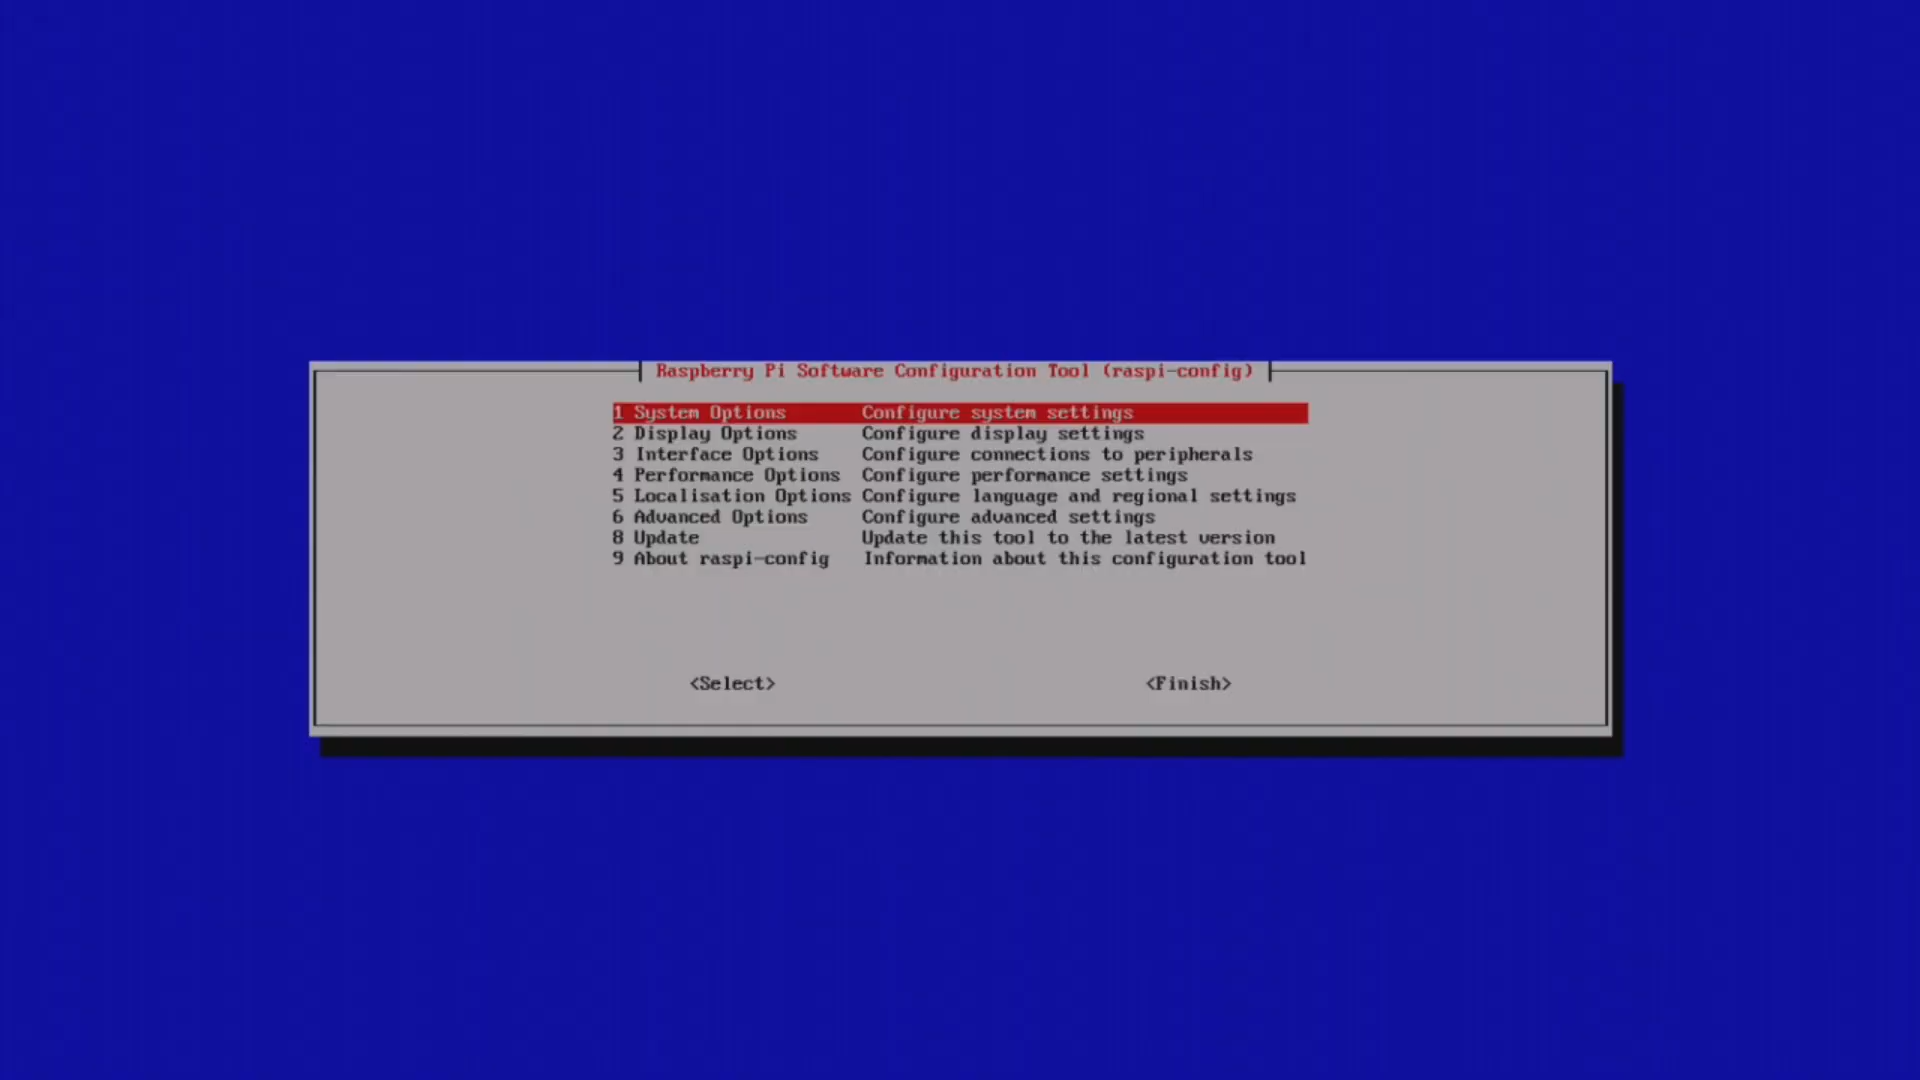 Raspberry Pi Software Configuration Tool (raspi-config)
1 System Options Configure system settings
2 Display Options Configure display settings
3 Interface Options Configure connections to peripherals
4 Performance Options Configure performance settings
5 Localisation Options Configure language and regional settings
6 Advanced Options Configure advanced settings
8 Update Update this tool to the latest version
9 About raspi-config Information about this configuration tool
<Select> <Finish>